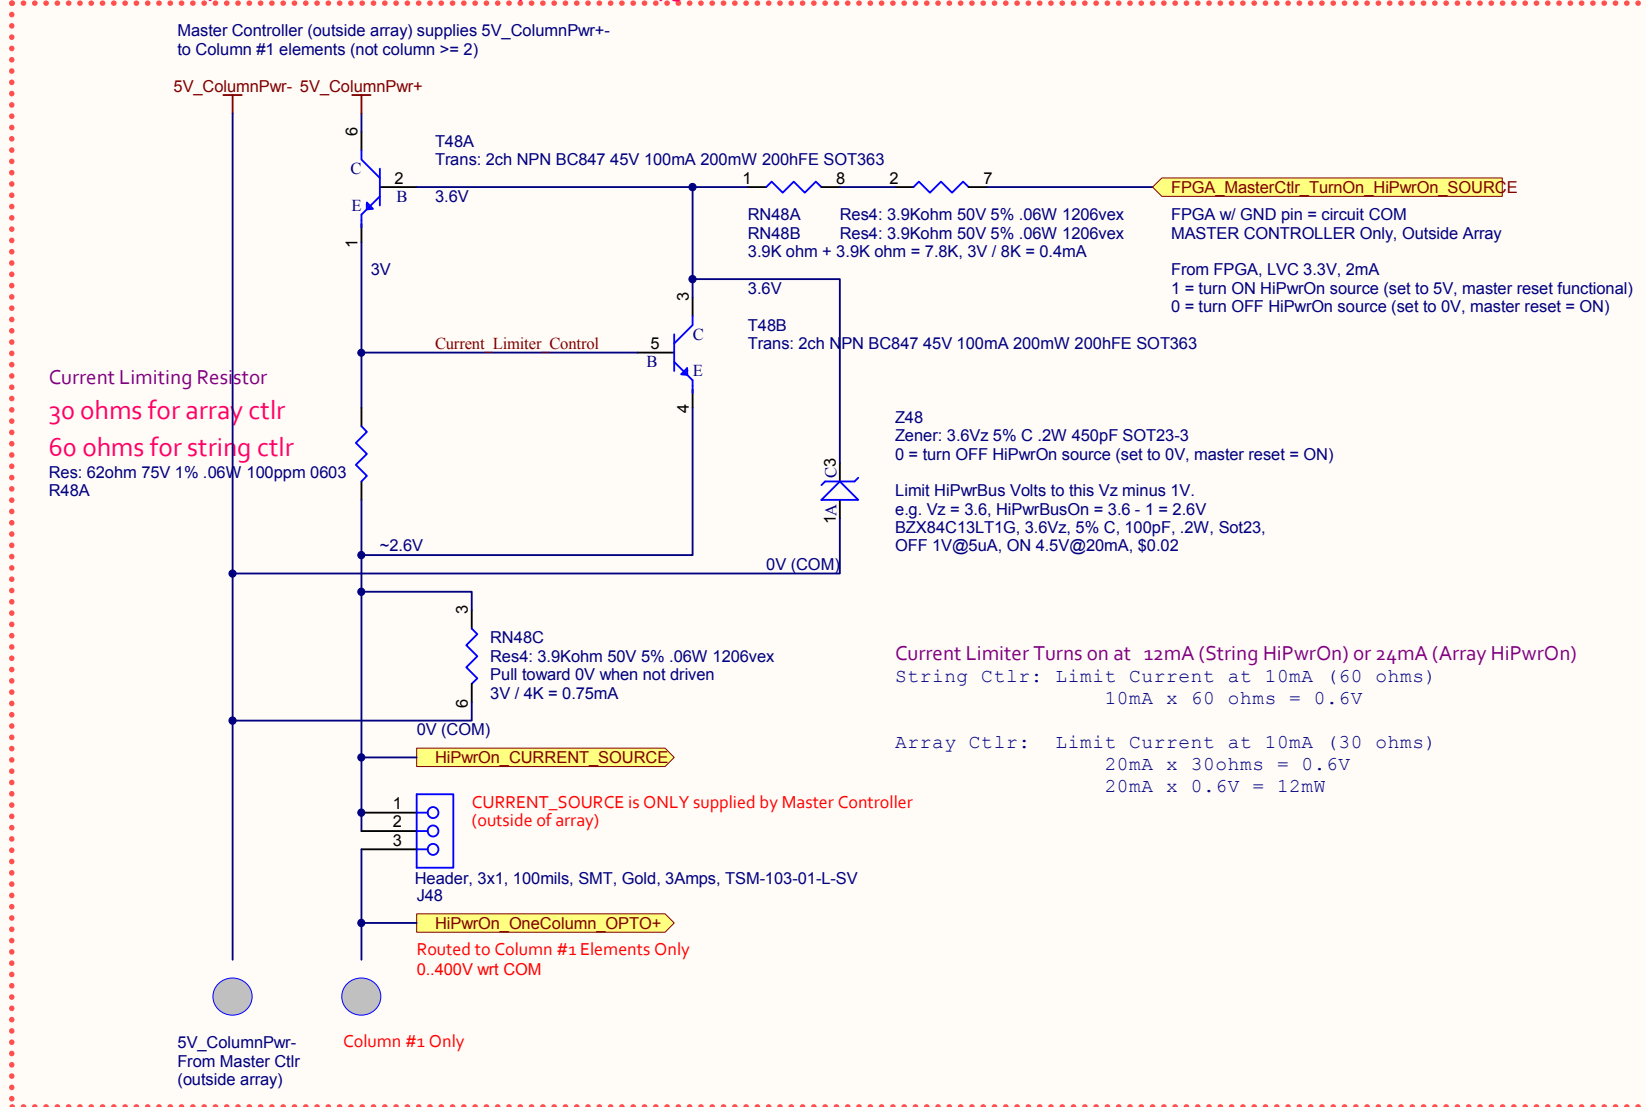 Master Controller (outside array) supplies 5V_ColumnPwr+-
to Column #1 elements (not column >= 2)
5V_ColumnPwr- 5V_ColumnPwr+
6
C
T48A
Trans: 2ch NPN BC847 45V 100mA 200mW 200hFE SOT363
2
B
3.6V
E
1
3V
1 8 2 7
FPGA_MasterCtlr_TurnOn_HiPwrOn_SOURCE
RN48A Res4: 3.9Kohm 50V 5% .06W 1206vex
RN48B Res4: 3.9Kohm 50V 5% .06W 1206vex
3.9K ohm + 3.9K ohm = 7.8K, 3V / 8K = 0.4mA
FPGA w/ GND pin = circuit COM
MASTER CONTROLLER Only, Outside Array
From FPGA, LVC 3.3V, 2mA
1 = turn ON HiPwrOn source (set to 5V, master reset functional)
0 = turn OFF HiPwrOn source (set to 0V, master reset = ON)
3.6V
3
C
T48B
Trans: 2ch NPN BC847 45V 100mA 200mW 200hFE SOT363
Current_Limiter_Control
5
B
E
4
Current Limiting Resistor
30 ohms for array ctlr
60 ohms for string ctlr
Res: 62ohm 75V 1% .06W 100ppm 0603
R48A
Z48
Zener: 3.6Vz 5% C .2W 450pF SOT23-3
0 = turn OFF HiPwrOn source (set to 0V, master reset = ON)
C 3
1 A
Limit HiPwrBus Volts to this Vz minus 1V.
e.g. Vz = 3.6, HiPwrBusOn = 3.6 - 1 = 2.6V
BZX84C13LT1G, 3.6Vz, 5% C, 100pF, .2W, Sot23,
OFF 1V@5uA, ON 4.5V@20mA, $0.02
~2.6V
0V (COM)
3
RN48C
Res4: 3.9Kohm 50V 5% .06W 1206vex
Pull toward 0V when not driven
3V / 4K = 0.75mA
6
0V (COM)
Current Limiter Turns on at 12mA (String HiPwrOn) or 24mA (Array HiPwrOn)
String Ctlr: Limit Current at 10mA (60 ohms)
10mA x 60 ohms = 0.6V
Array Ctlr: Limit Current at 10mA (30 ohms)
20mA x 30ohms = 0.6V
20mA x 0.6V = 12mW
HiPwrOn_CURRENT_SOURCE
1
2
3
CURRENT_SOURCE is ONLY supplied by Master Controller
(outside of array)
Header, 3x1, 100mils, SMT, Gold, 3Amps, TSM-103-01-L-SV
J48
HiPwrOn_OneColumn_OPTO+
Routed to Column #1 Elements Only
0..400V wrt COM
5V_ColumnPwr-
From Master Ctlr
(outside array)
Column #1 Only